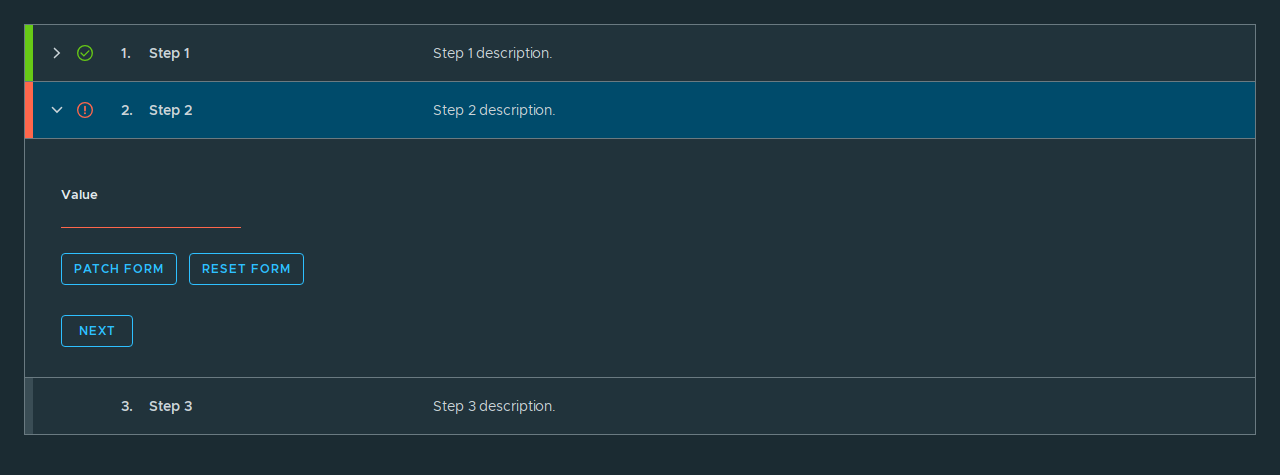 1. Step 1 Step 1 description.
2. Step 2 Step 2 description.
Value
PATCH FORM RESET FORM
NEXT
3. Step 3 Step 3 description.